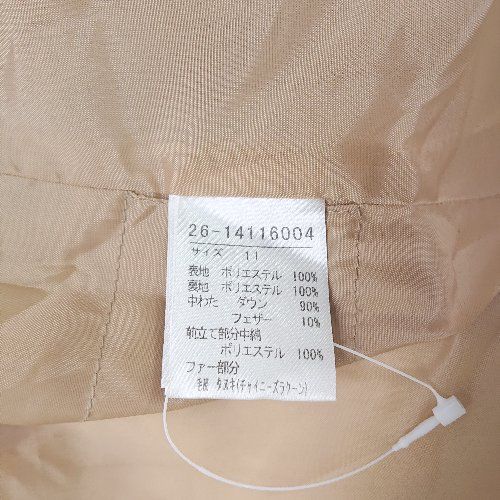 26-14116004
サイズ 11
表地 ポリエステル 100%
裏地 ポリエステル 100%
中わた ダウン 90%
フェザー 10%
前立て部分中綿
ポリエステル 100%
ファー部分
毛皮 タヌキ(チャイニーズラクーン)